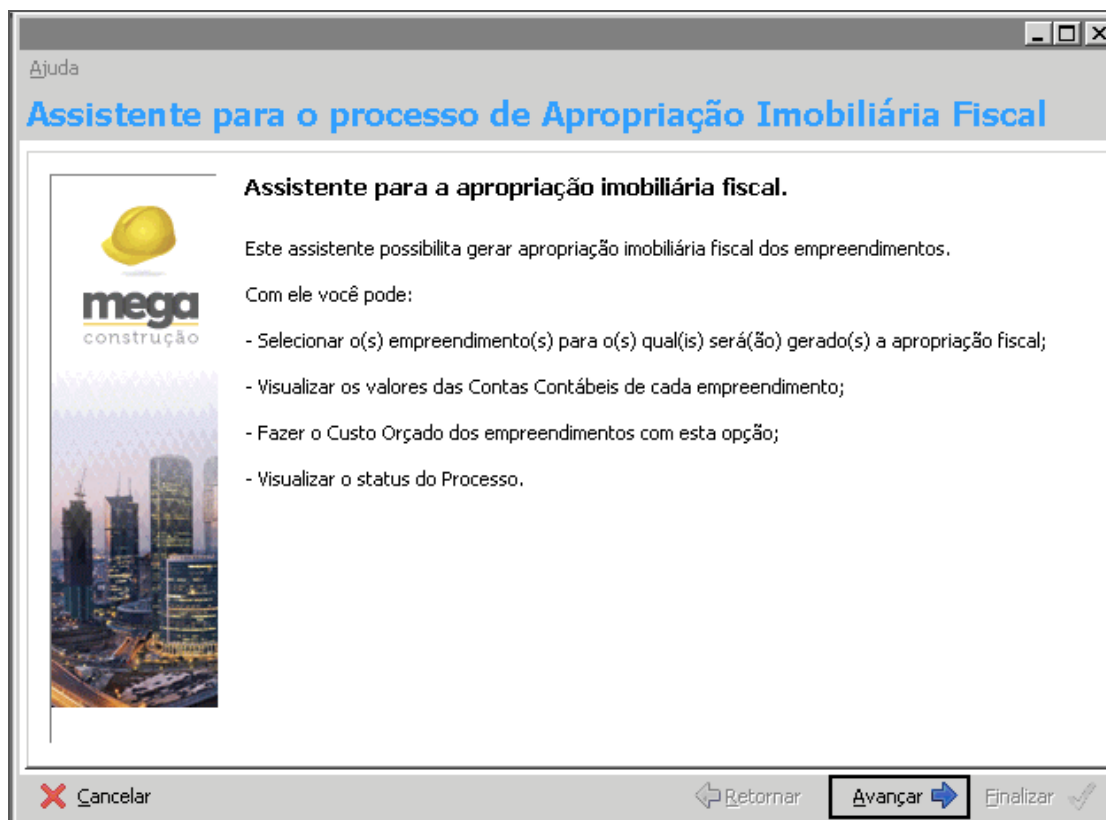 Ajuda
Assistente para o processo de Apropriação Imobiliária Fiscal
Assistente para a apropriação imobiliária fiscal.
Este assistente possibilita gerar apropriação imobiliária fiscal dos empreendimentos.
Com ele você pode:
- Selecionar o(s) empreendimento(s) para o(s) qual(is) será(ão) gerado(s) a apropriação fiscal;
- Visualizar os valores das Contas Contábeis de cada empreendimento;
- Fazer o Custo Orçado dos empreendimentos com esta opção;
- Visualizar o status do Processo.
mega
construção
Cancelar
Retornar
Avançar
Finalizar